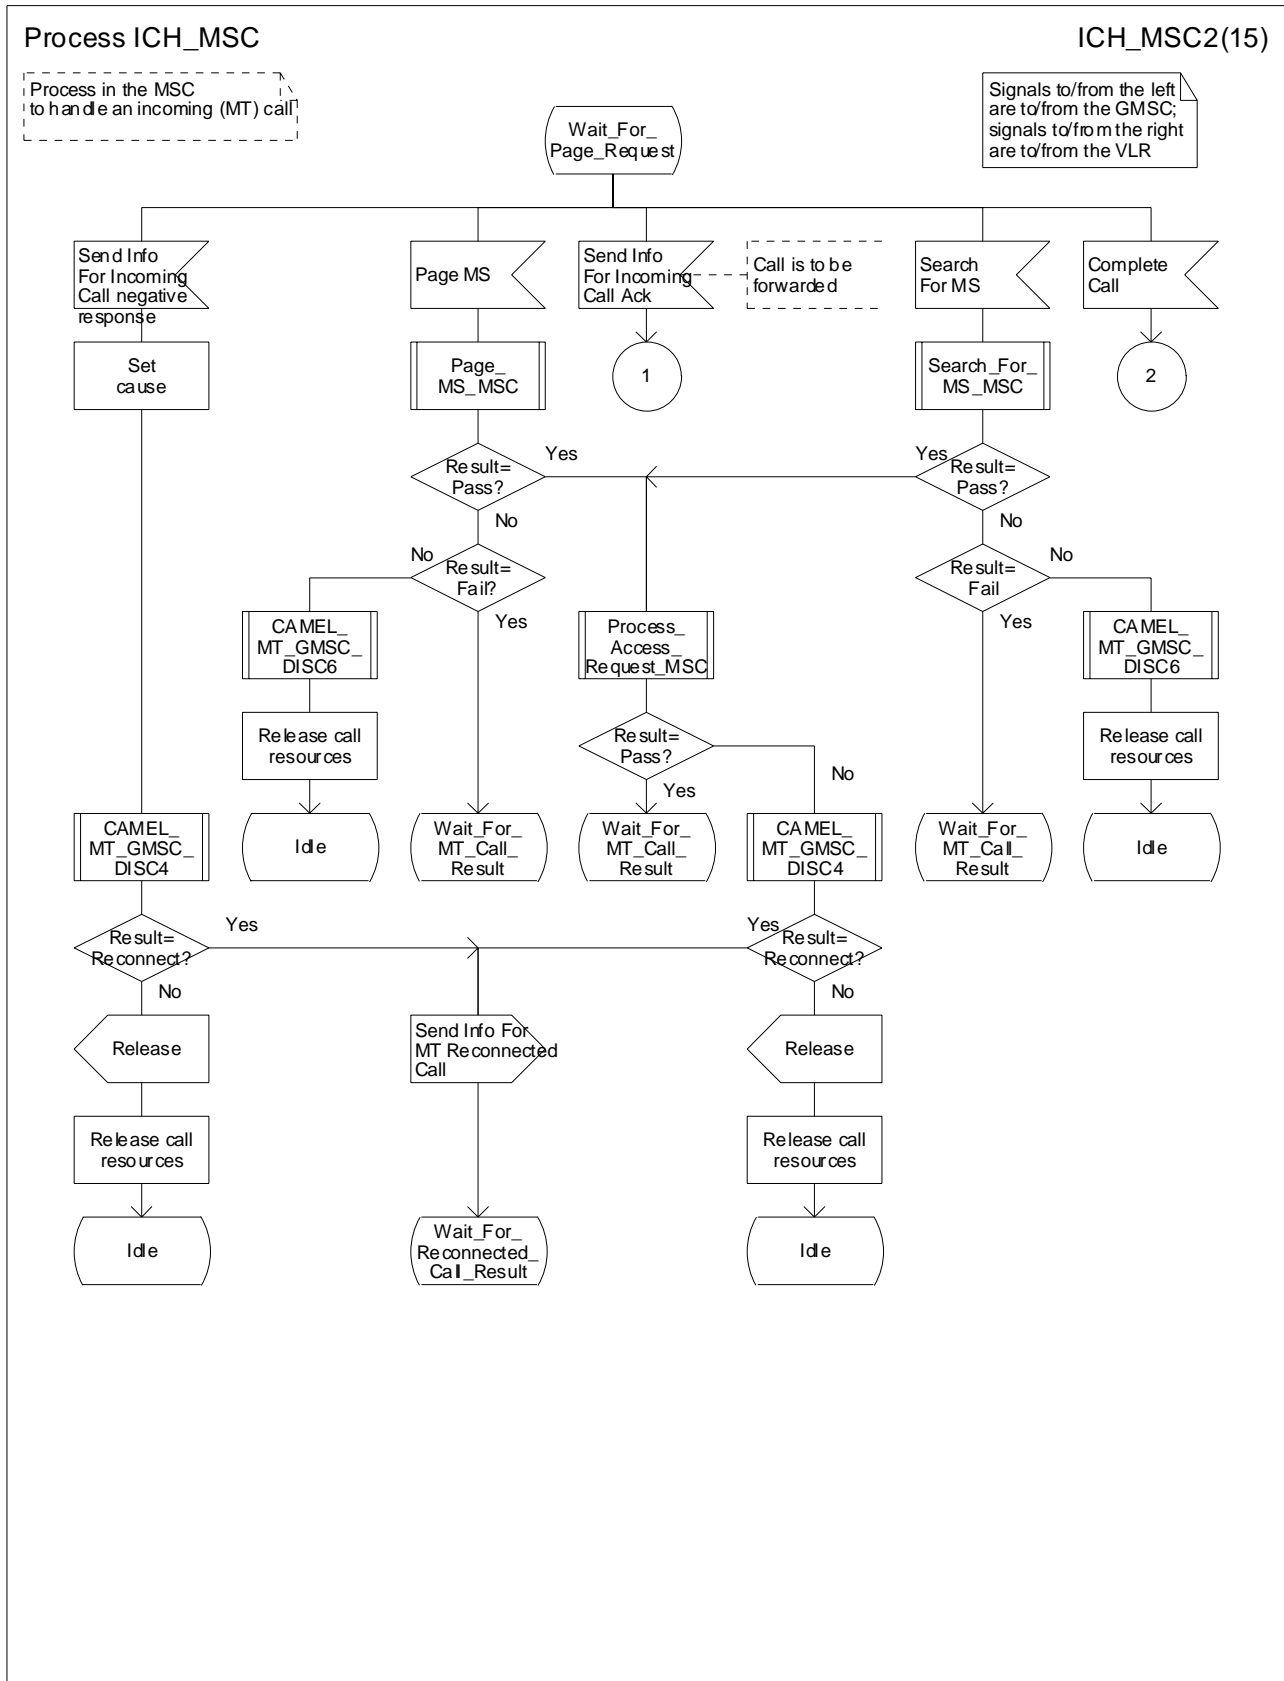 Process ICH_MSC
ICH_MSC2(15)
Process in the MSC
to handle an incoming (MT) call
Signals to/from the left
are to/from the GMSC;
signals to/from the right
are to/from the VLR
Wait_For_
Page_Request
Send Info
For Incoming
Call negative
response
Page MS
Send Info
For Incoming
Call Ack
Call is to be
forwarded
Search
For MS
Complete
Call
Set
cause
Page_
MS_MSC
1
Search_For_
MS_MSC
2
Result=
Pass?
Yes
No
Yes
Result=
Pass?
No
No
Result=
Fail?
Yes
Result=
Fail
No
Yes
CAMEL_
MT_GMSC_
DISC6
Process_
Access_
Request_MSC
CAMEL_
MT_GMSC_
DISC6
Release call
resources
Result=
Pass?
No
Yes
Release call
resources
CAMEL_
MT_GMSC_
DISC4
Idle
Wait_For_
MT_Call_
Result
Wait_For_
MT_Call_
Result
CAMEL_
MT_GMSC_
DISC4
Wait_For_
MT_Call_
Result
Idle
Result=
Reconnect?
Yes
No
Yes
Result=
Reconnect?
No
Release
Send Info For
MT Reconnected
Call
Release
Release call
resources
Release call
resources
Idle
Wait_For_
Reconnected_
Call_Result
Idle